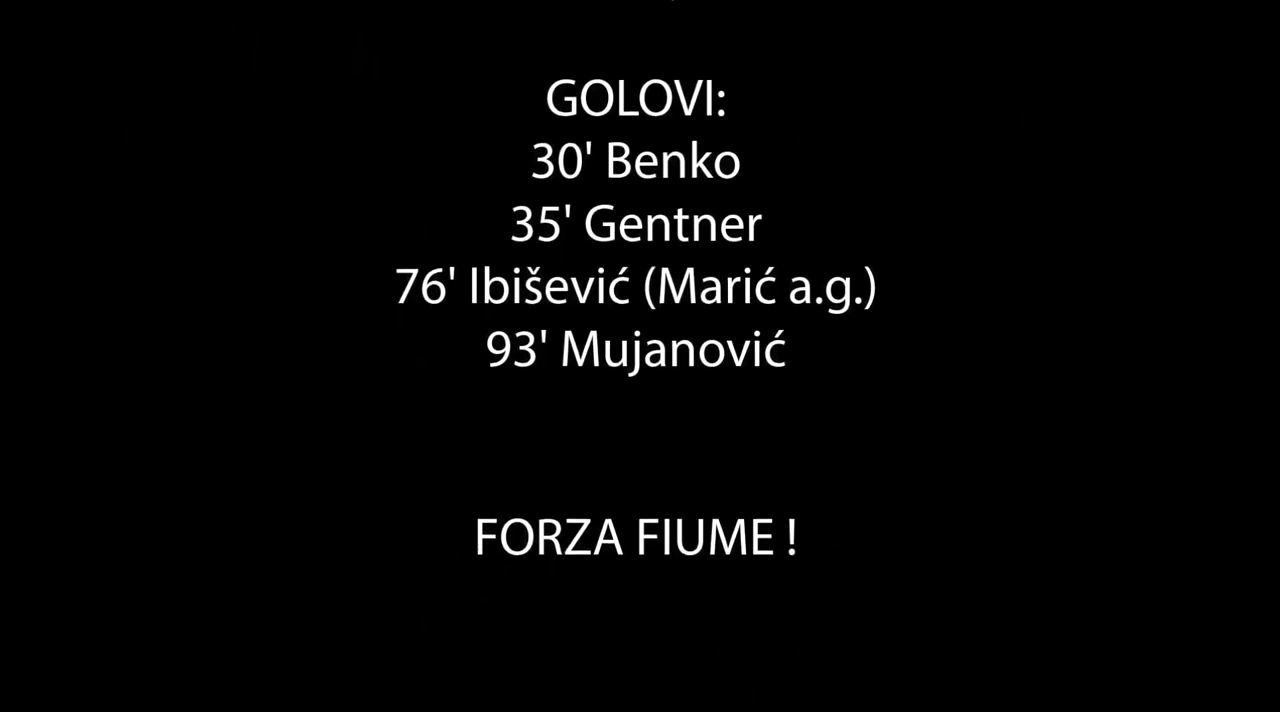 GOLOVI:
30' Benko
35' Gentner
76' Ibišević (Marić a.g.)
93' Mujanović
FORZA FIUME !